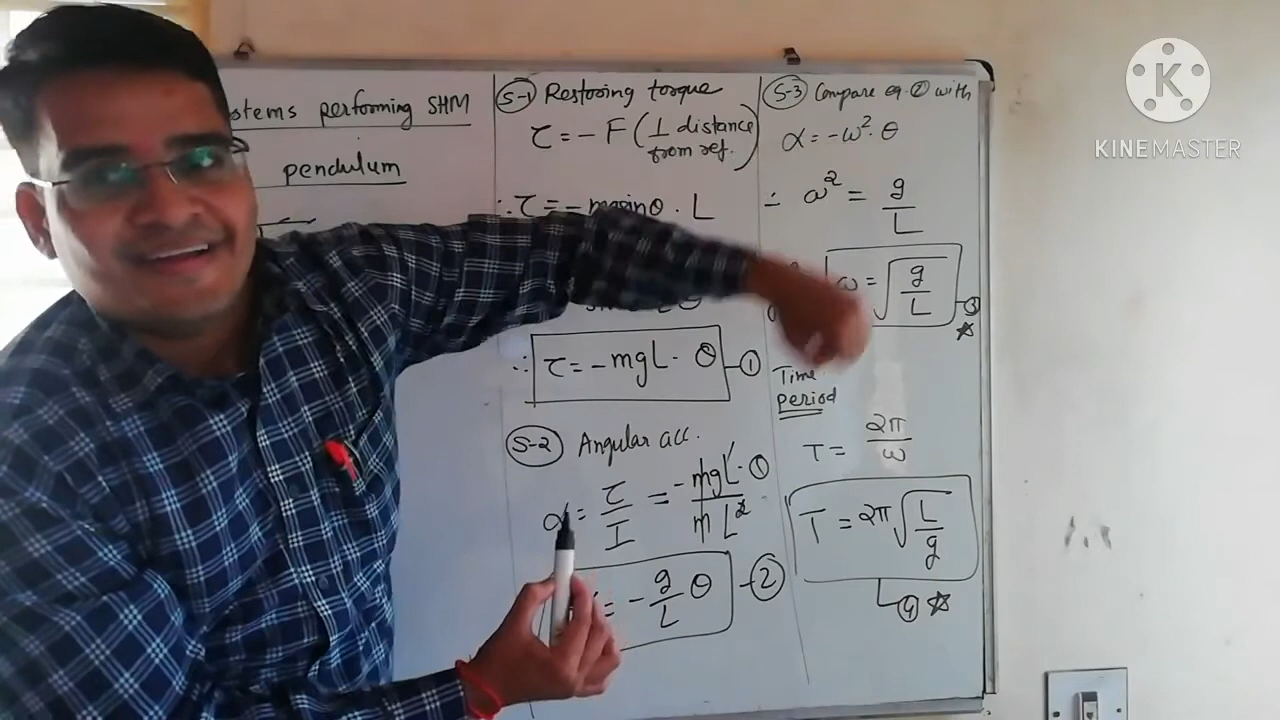 stems performing SHM
pendulum
S-1 Restoring torque
τ = -F (⊥ distance from ref.)
∴ τ = -mg sinθ . L
θ
∴ τ = -mgL · θ -①
S-2 Angular acc.
α = τ/I = -mgL·θ / mL²
= -g/L θ -②
S-3 Compare eq. ② with
α = -ω² · θ
∴ ω² = g/L
ω = √(g/L) -③
☆
Time
Period
T = 2π/ω
T = 2π√(L/g)
④ ☆
K
KINEMASTER